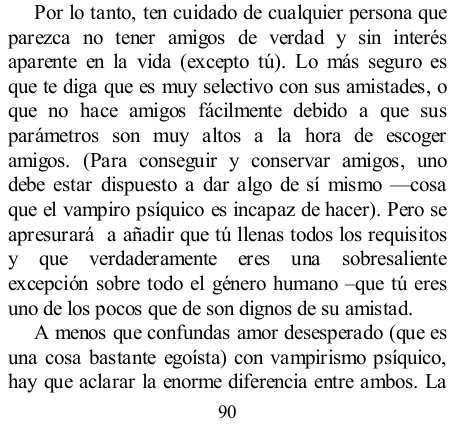 Por lo tanto, ten cuidado de cualquier persona que
parezca no tener amigos de verdad y sin interés
aparente en la vida (excepto tú). Lo más seguro es
que te diga que es muy selectivo con sus amistades, o
que no hace amigos fácilmente debido a que sus
parámetros son muy altos a la hora de escoger
amigos. (Para conseguir y conservar amigos, uno
debe estar dispuesto a dar algo de sí mismo —cosa
que el vampiro psíquico es incapaz de hacer). Pero se
apresurará a añadir que tú llenas todos los requisitos
y que verdaderamente eres una sobresaliente
excepción sobre todo el género humano –que tú eres
uno de los pocos que de son dignos de su amistad.
A menos que confundas amor desesperado (que es
una cosa bastante egoísta) con vampirismo psíquico,
hay que aclarar la enorme diferencia entre ambos. La
90